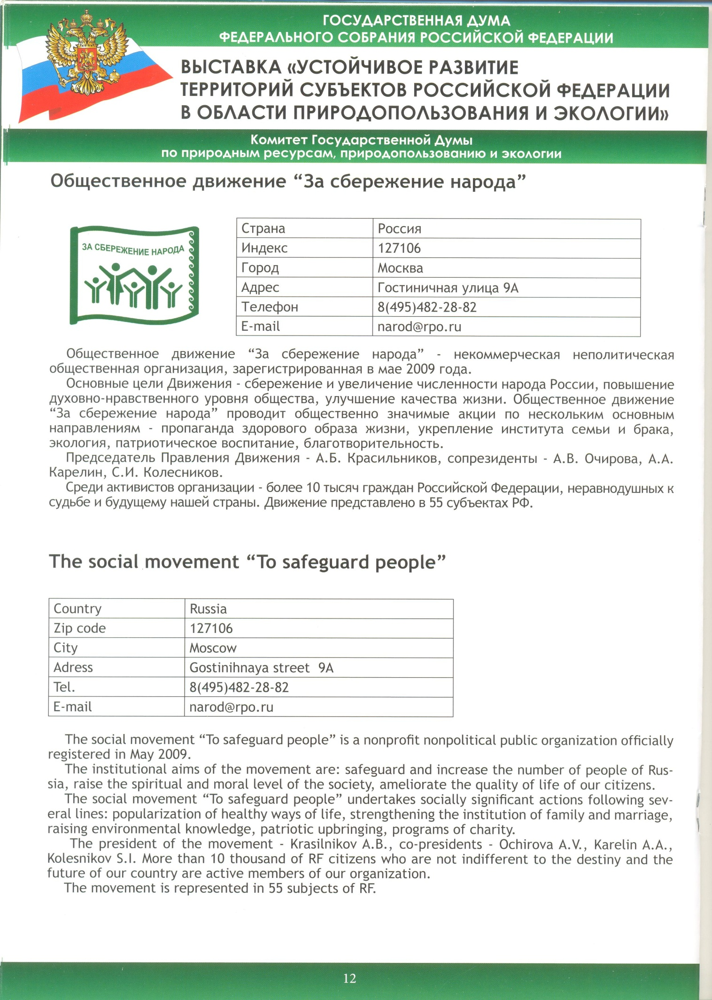 ГОСУДАРСТВЕННАЯ ДУМА
ФЕДЕРАЛЬНОГО СОБРАНИЯ РОССИЙСКОЙ ФЕДЕРАЦИИ
ВЫСТАВКА «УСТОЙЧИВОЕ РАЗВИТИЕ
ТЕРРИТОРИЙ СУБЪЕКТОВ РОССИЙСКОЙ ФЕДЕРАЦИИ
В ОБЛАСТИ ПРИРОДОПОЛЬЗОВАНИЯ И ЭКОЛОГИИ»
Комитет Государственной Думы
по природным ресурсам, природопользованию и экологии
Общественное движение “За сбережение народа”
ЗА СБЕРЕЖЕНИЕ НАРОДА
Страна Россия
Индекс 127106
Город Москва
Адрес Гостиничная улица 9А
Телефон 8(495)482-28-82
E-mail narod@rpo.ru
Общественное движение “За сбережение народа” - некоммерческая неполитическая
общественная организация, зарегистрированная в мае 2009 года.
Основные цели Движения - сбережение и увеличение численности народа России, повышение
духовно-нравственного уровня общества, улучшение качества жизни. Общественное движение
“За сбережение народа” проводит общественно значимые акции по нескольким основным
направлениям - пропаганда здорового образа жизни, укрепление института семьи и брака,
экология, патриотическое воспитание, благотворительность.
Председатель Правления Движения - А.Б. Красильников, сопрезиденты - А.В. Очирова, А.А.
Карелин, С.И. Колесников.
Среди активистов организации - более 10 тысяч граждан Российской Федерации, неравнодушных к
судьбе и будущему нашей страны. Движение представлено в 55 субъектах РФ.
The social movement “To safeguard people”
Country Russia
Zip code 127106
City Moscow
Adress Gostinihnaya street 9A
Tel. 8(495)482-28-82
E-mail narod@rpo.ru
The social movement “To safeguard people” is a nonprofit nonpolitical public organization officially
registered in May 2009.
The institutional aims of the movement are: safeguard and increase the number of people of Rus-
sia, raise the spiritual and moral level of the society, ameliorate the quality of life of our citizens.
The social movement “To safeguard people” undertakes socially significant actions following sev-
eral lines: popularization of healthy ways of life, strengthening the institution of family and marriage,
raising environmental knowledge, patriotic upbringing, programs of charity.
The president of the movement - Krasilnikov A.B., co-presidents - Ochirova A.V., Karelin A.A.,
Kolesnikov S.I. More than 10 thousand of RF citizens who are not indifferent to the destiny and the
future of our country are active members of our organization.
The movement is represented in 55 subjects of RF.
12